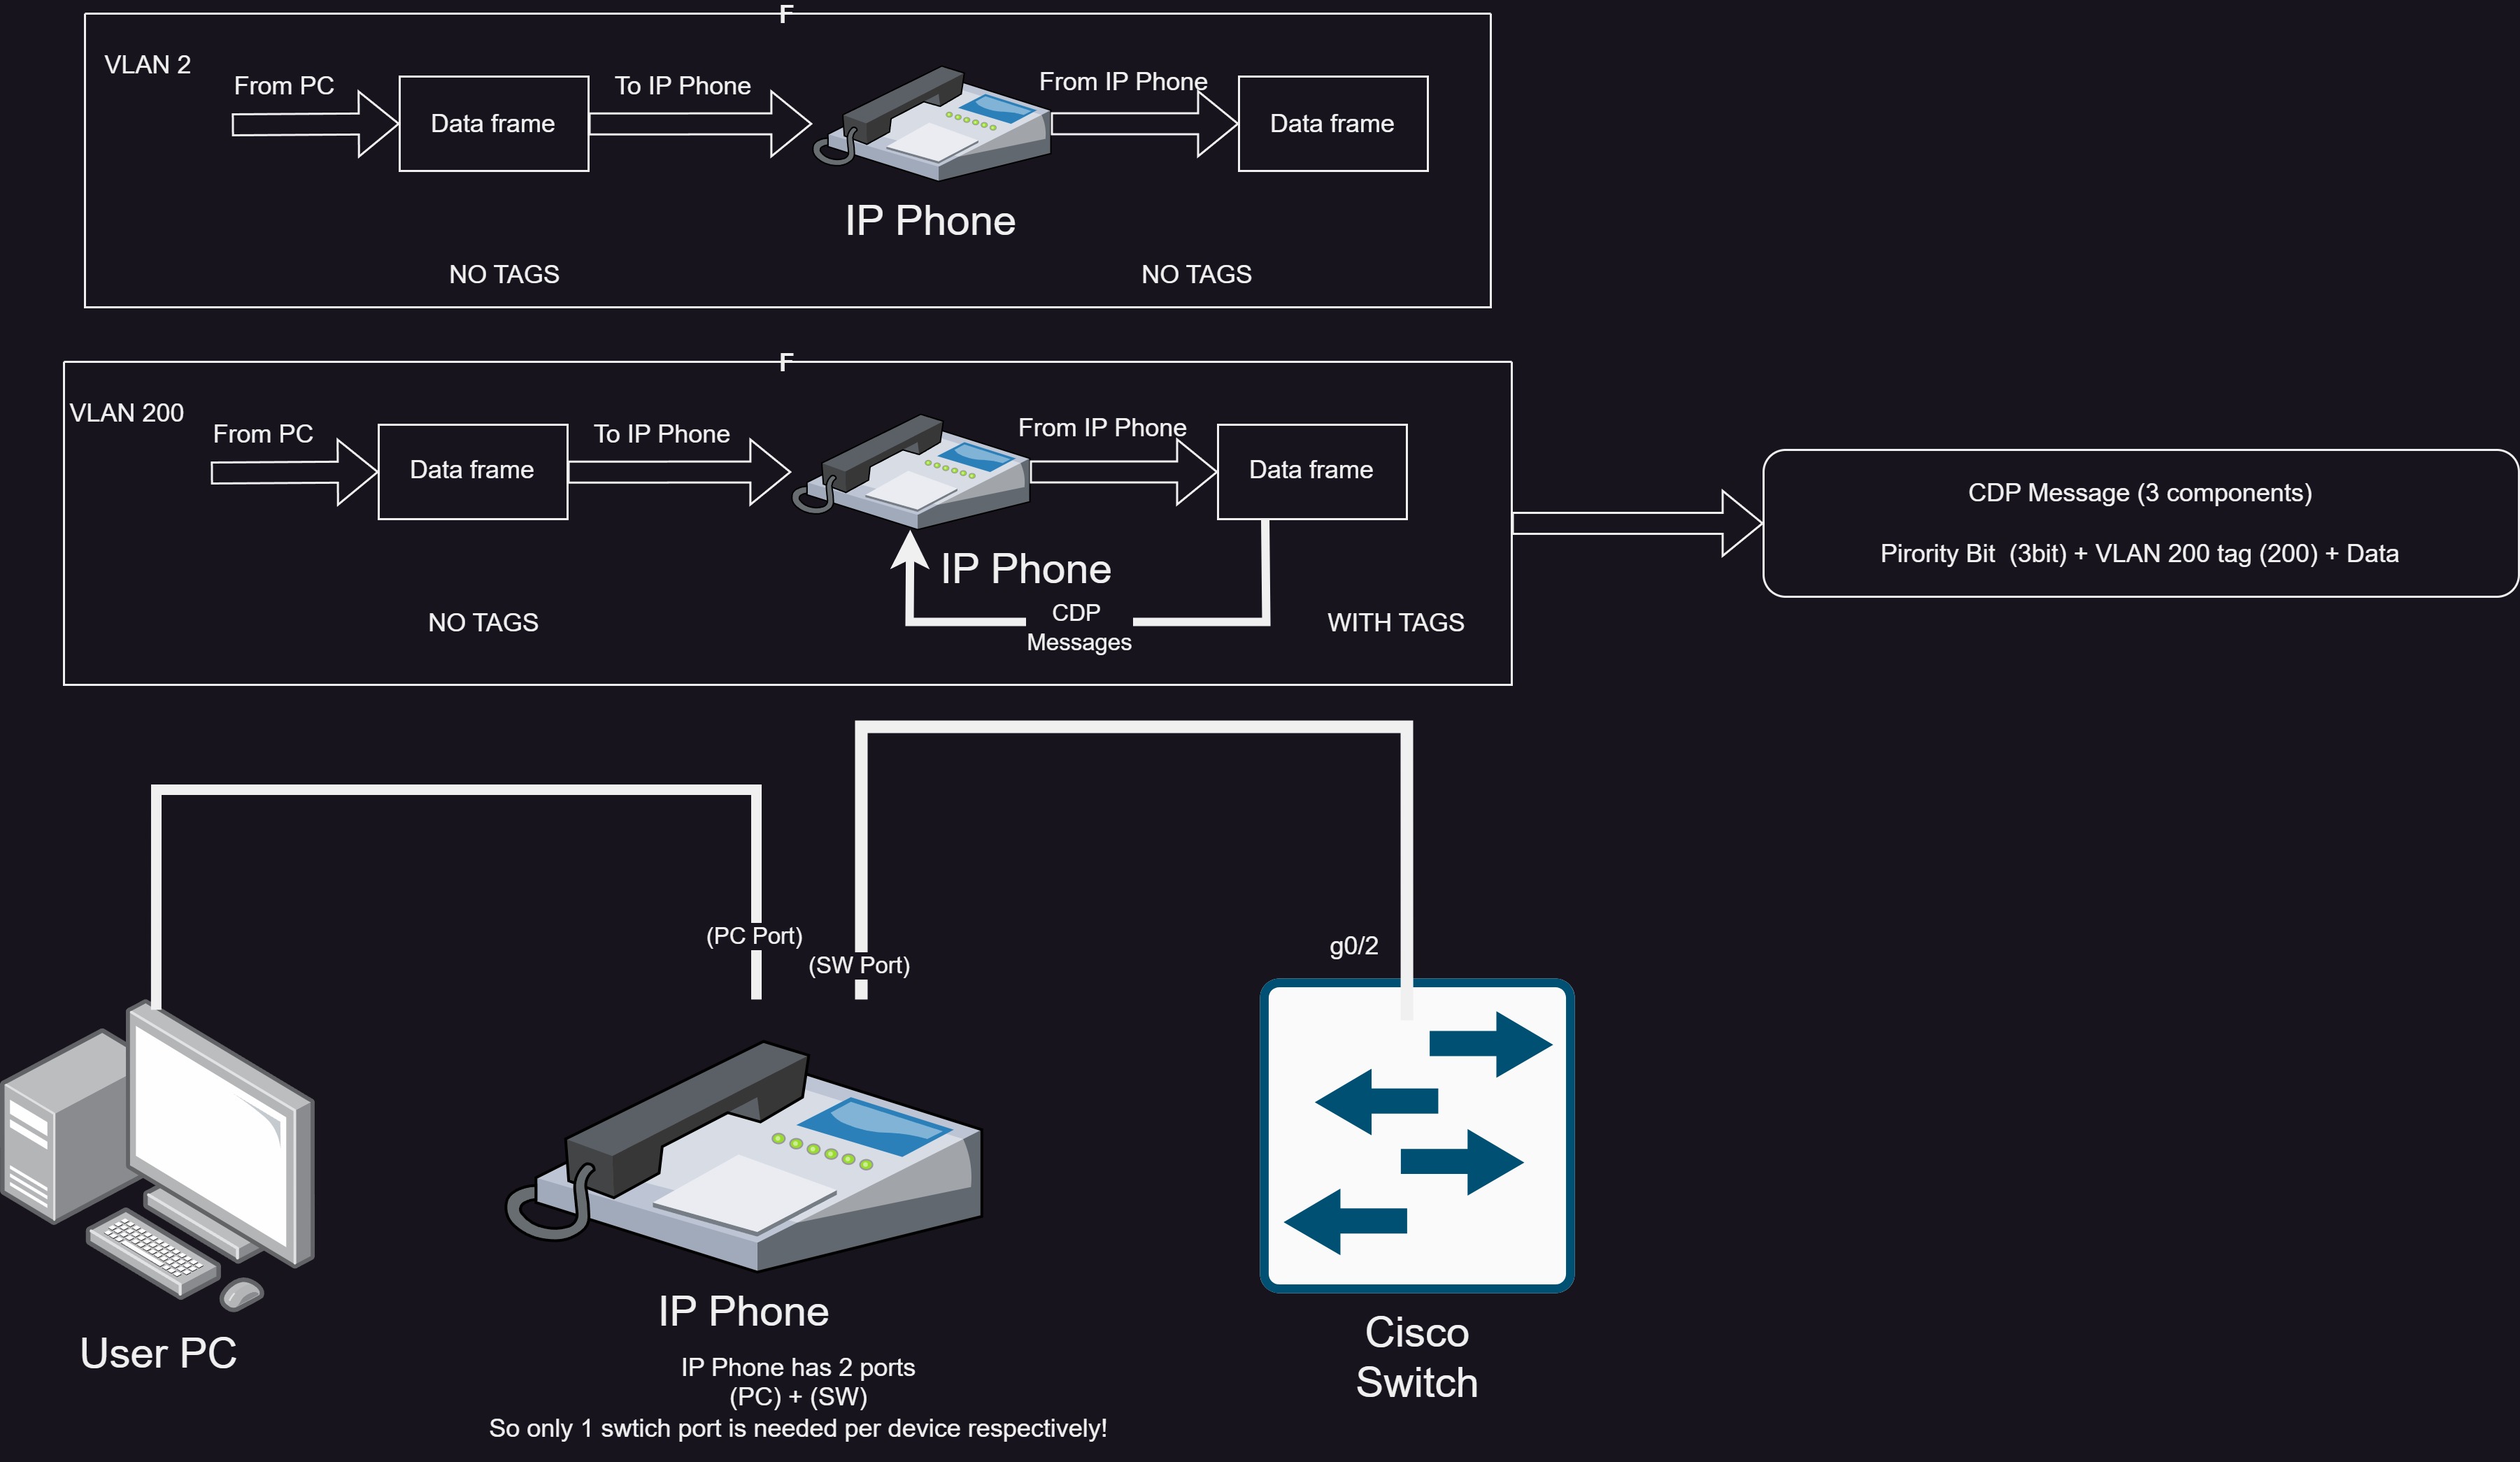 F
VLAN 2
From PC
Data frame
To IP Phone
From IP Phone
Data frame
IP Phone
NO TAGS
NO TAGS
F
VLAN 200
From PC
Data frame
To IP Phone
From IP Phone
Data frame
IP Phone
CDP
Messages
NO TAGS
WITH TAGS
CDP Message (3 components)
Pirority Bit (3bit) + VLAN 200 tag (200) + Data
(PC Port)
(SW Port)
g0/2
User PC
IP Phone
IP Phone has 2 ports
(PC) + (SW)
So only 1 swtich port is needed per device respectively!
Cisco
Switch